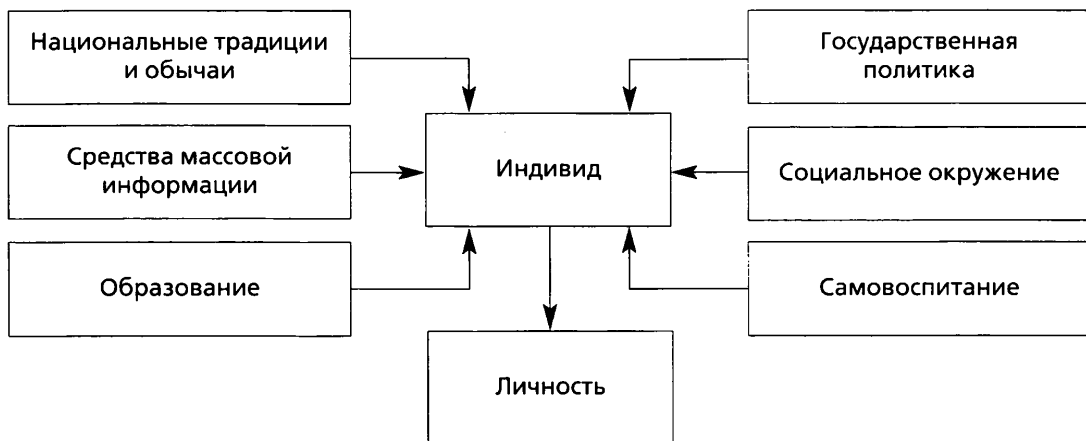 Национальные традиции
и обычаи
Государственная
политика
Средства массовой
информации
Индивид
Социальное окружение
Образование
Самовоспитание
Личность